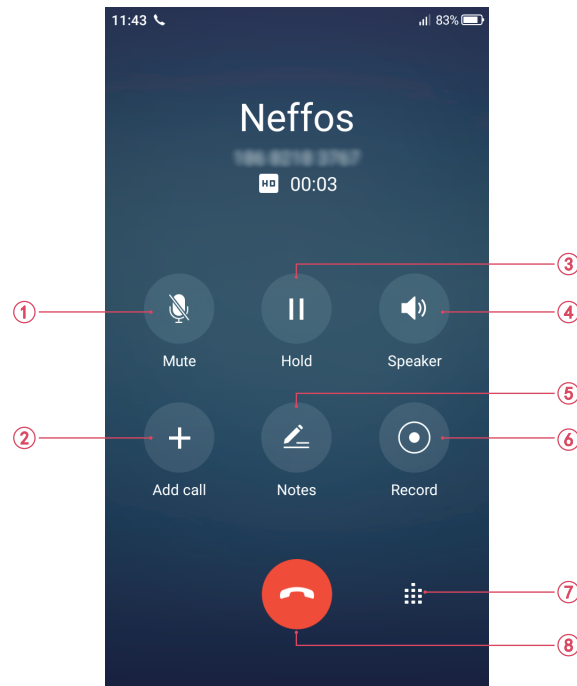 11:43 83%
Neffos
HD 00:03
③
① ④
Mute Hold Speaker
⑤
② ⑥
Add call Notes Record
⑦
⑧